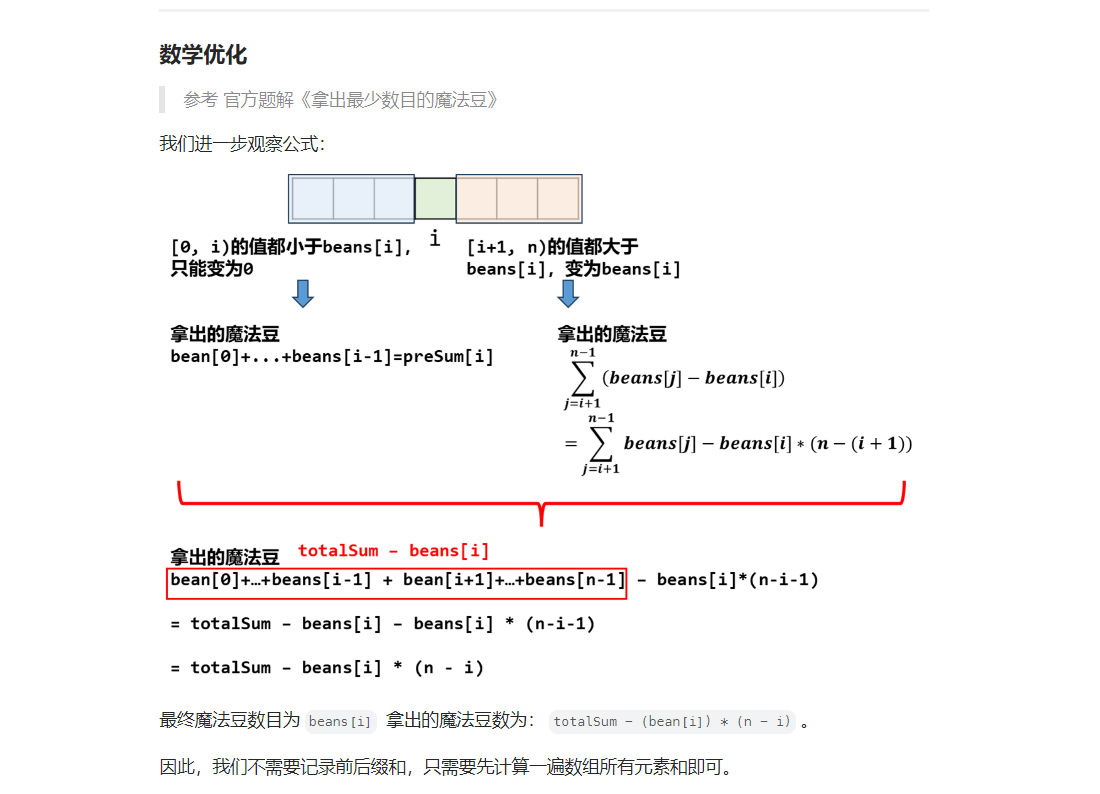 数学优化
参考 官方题解《拿出最少数目的魔法豆》
我们进一步观察公式：
i
[0, i)的值都小于beans[i],
只能变为0
[i+1, n)的值都大于
beans[i], 变为beans[i]
拿出的魔法豆
bean[0]+...+beans[i-1]=preSum[i]
拿出的魔法豆
n−1
∑ (beans[j] − beans[i])
j=i+1
n−1
= ∑ beans[j] − beans[i] ∗ (n − (i + 1))
j=i+1
拿出的魔法豆 totalSum – beans[i]
bean[0]+…+beans[i-1] + bean[i+1]+…+beans[n-1] – beans[i]*(n-i-1)
= totalSum – beans[i] – beans[i] * (n-i-1)
= totalSum – beans[i] * (n - i)
最终魔法豆数目为 beans[i] 拿出的魔法豆数为： totalSum − (bean[i]) ∗ (n − i) 。
因此，我们不需要记录前后缀和，只需要先计算一遍数组所有元素和即可。